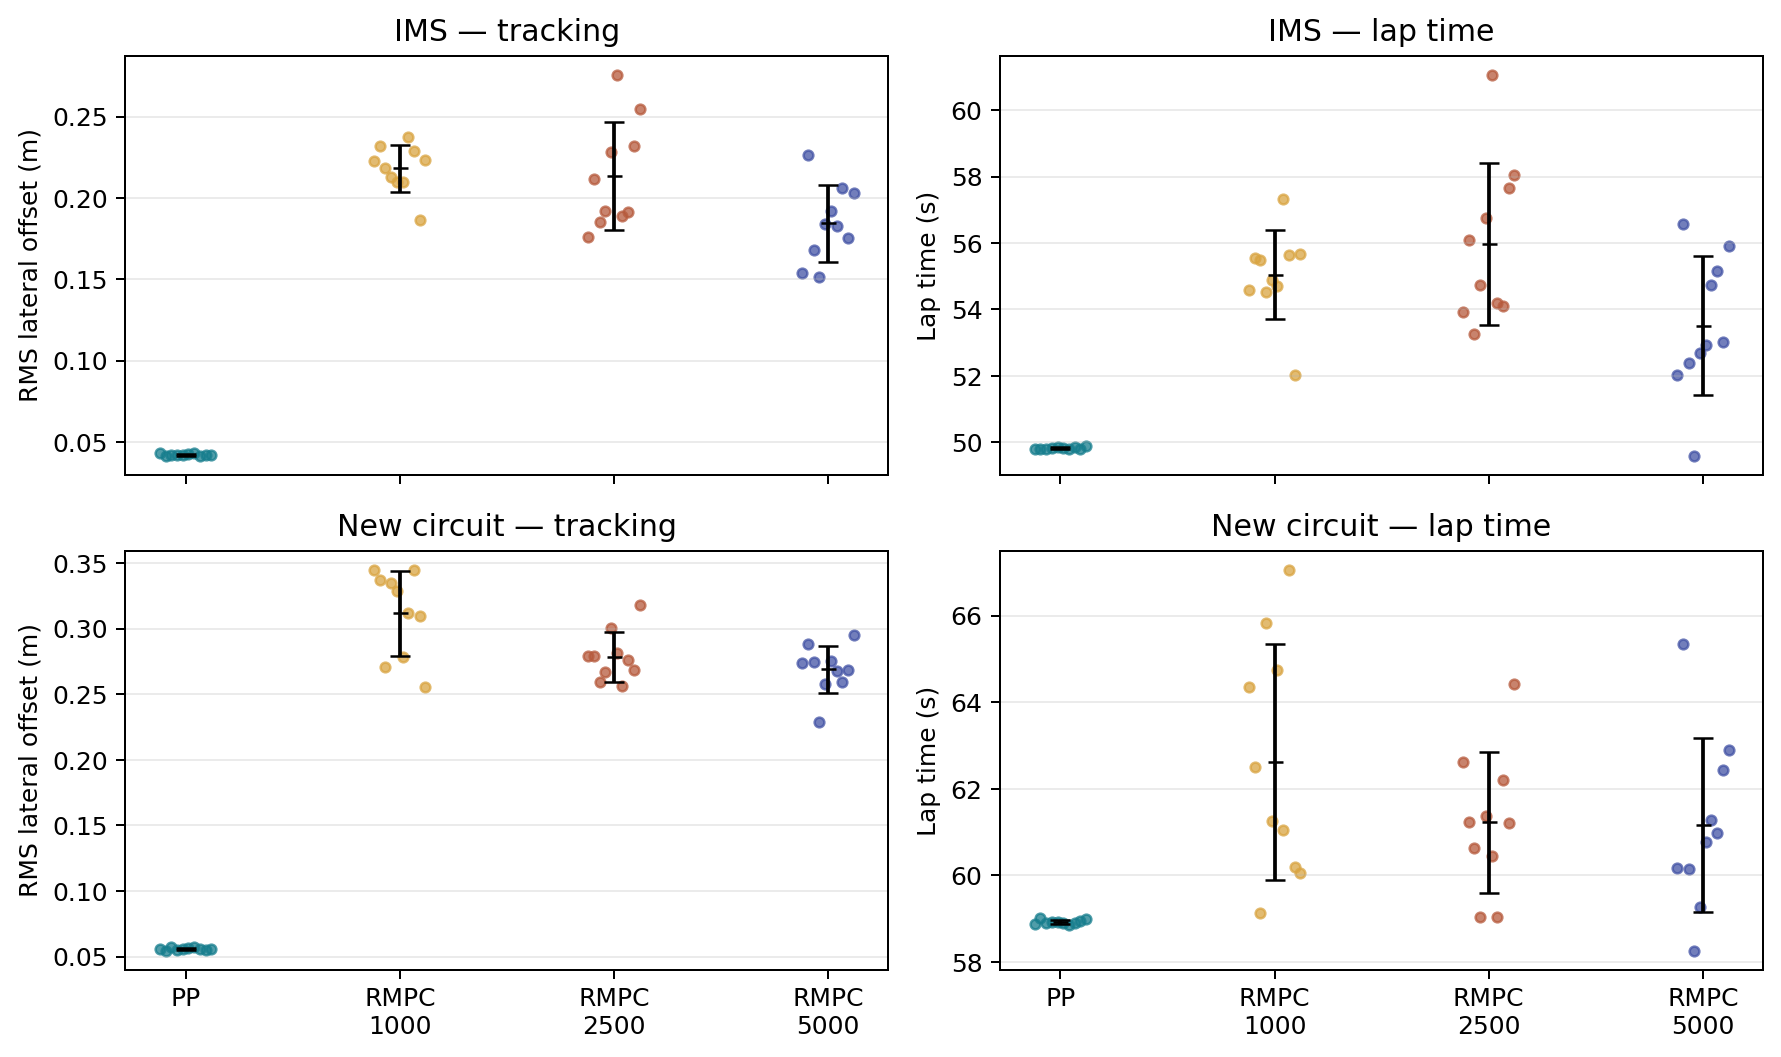 IMS — tracking
RMS lateral offset (m)
0.25
0.20
0.15
0.10
0.05
IMS — lap time
Lap time (s)
60
58
56
54
52
50
New circuit — tracking
RMS lateral offset (m)
0.35
0.30
0.25
0.20
0.15
0.10
0.05
PP
RMPC
1000
RMPC
2500
RMPC
5000
New circuit — lap time
Lap time (s)
66
64
62
60
58
PP
RMPC
1000
RMPC
2500
RMPC
5000